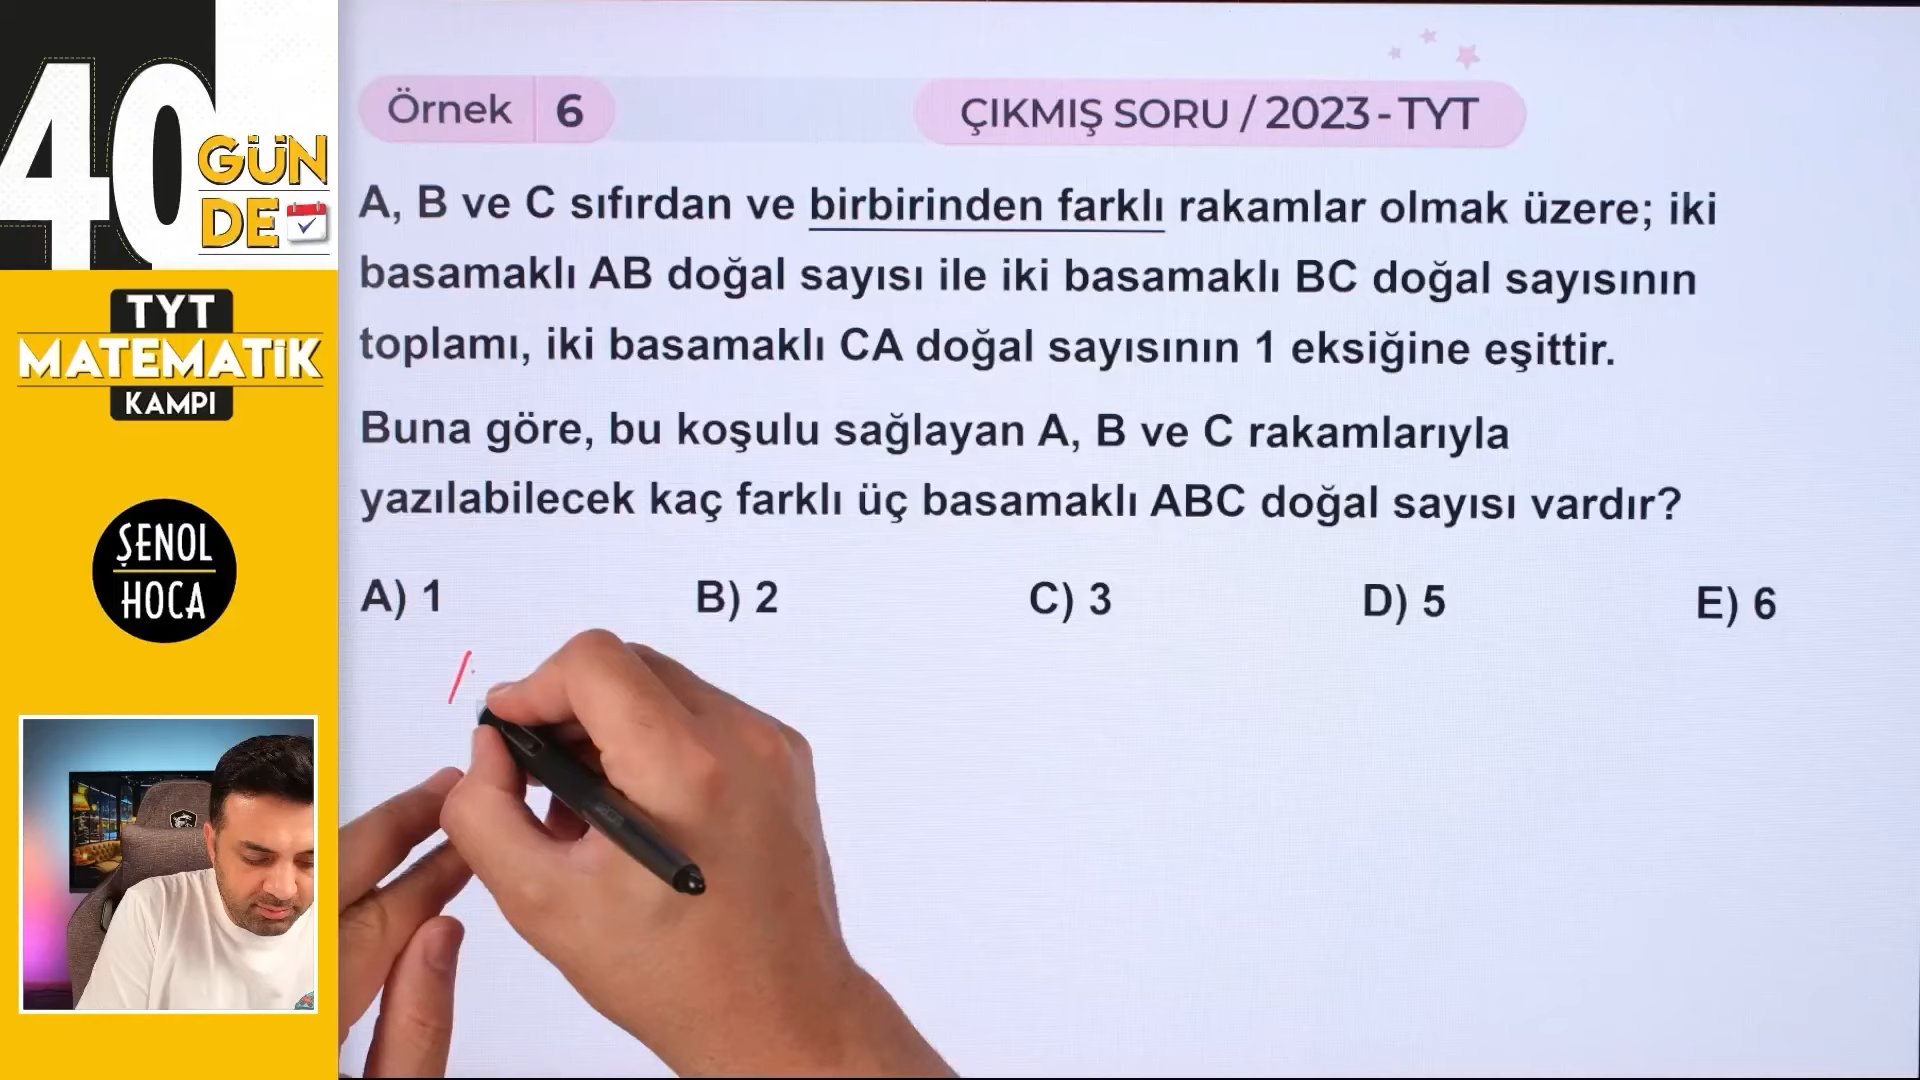 40
GÜN
DE
TYT
MATEMATİK
KAMPI
ŞENOL
HOCA
Örnek 6
ÇIKMIŞ SORU / 2023 - TYT
A, B ve C sıfırdan ve birbirinden farklı rakamlar olmak üzere; iki
basamaklı AB doğal sayısı ile iki basamaklı BC doğal sayısının
toplamı, iki basamaklı CA doğal sayısının 1 eksiğine eşittir.
Buna göre, bu koşulu sağlayan A, B ve C rakamlarıyla
yazılabilecek kaç farklı üç basamaklı ABC doğal sayısı vardır?
A) 1 B) 2 C) 3 D) 5 E) 6